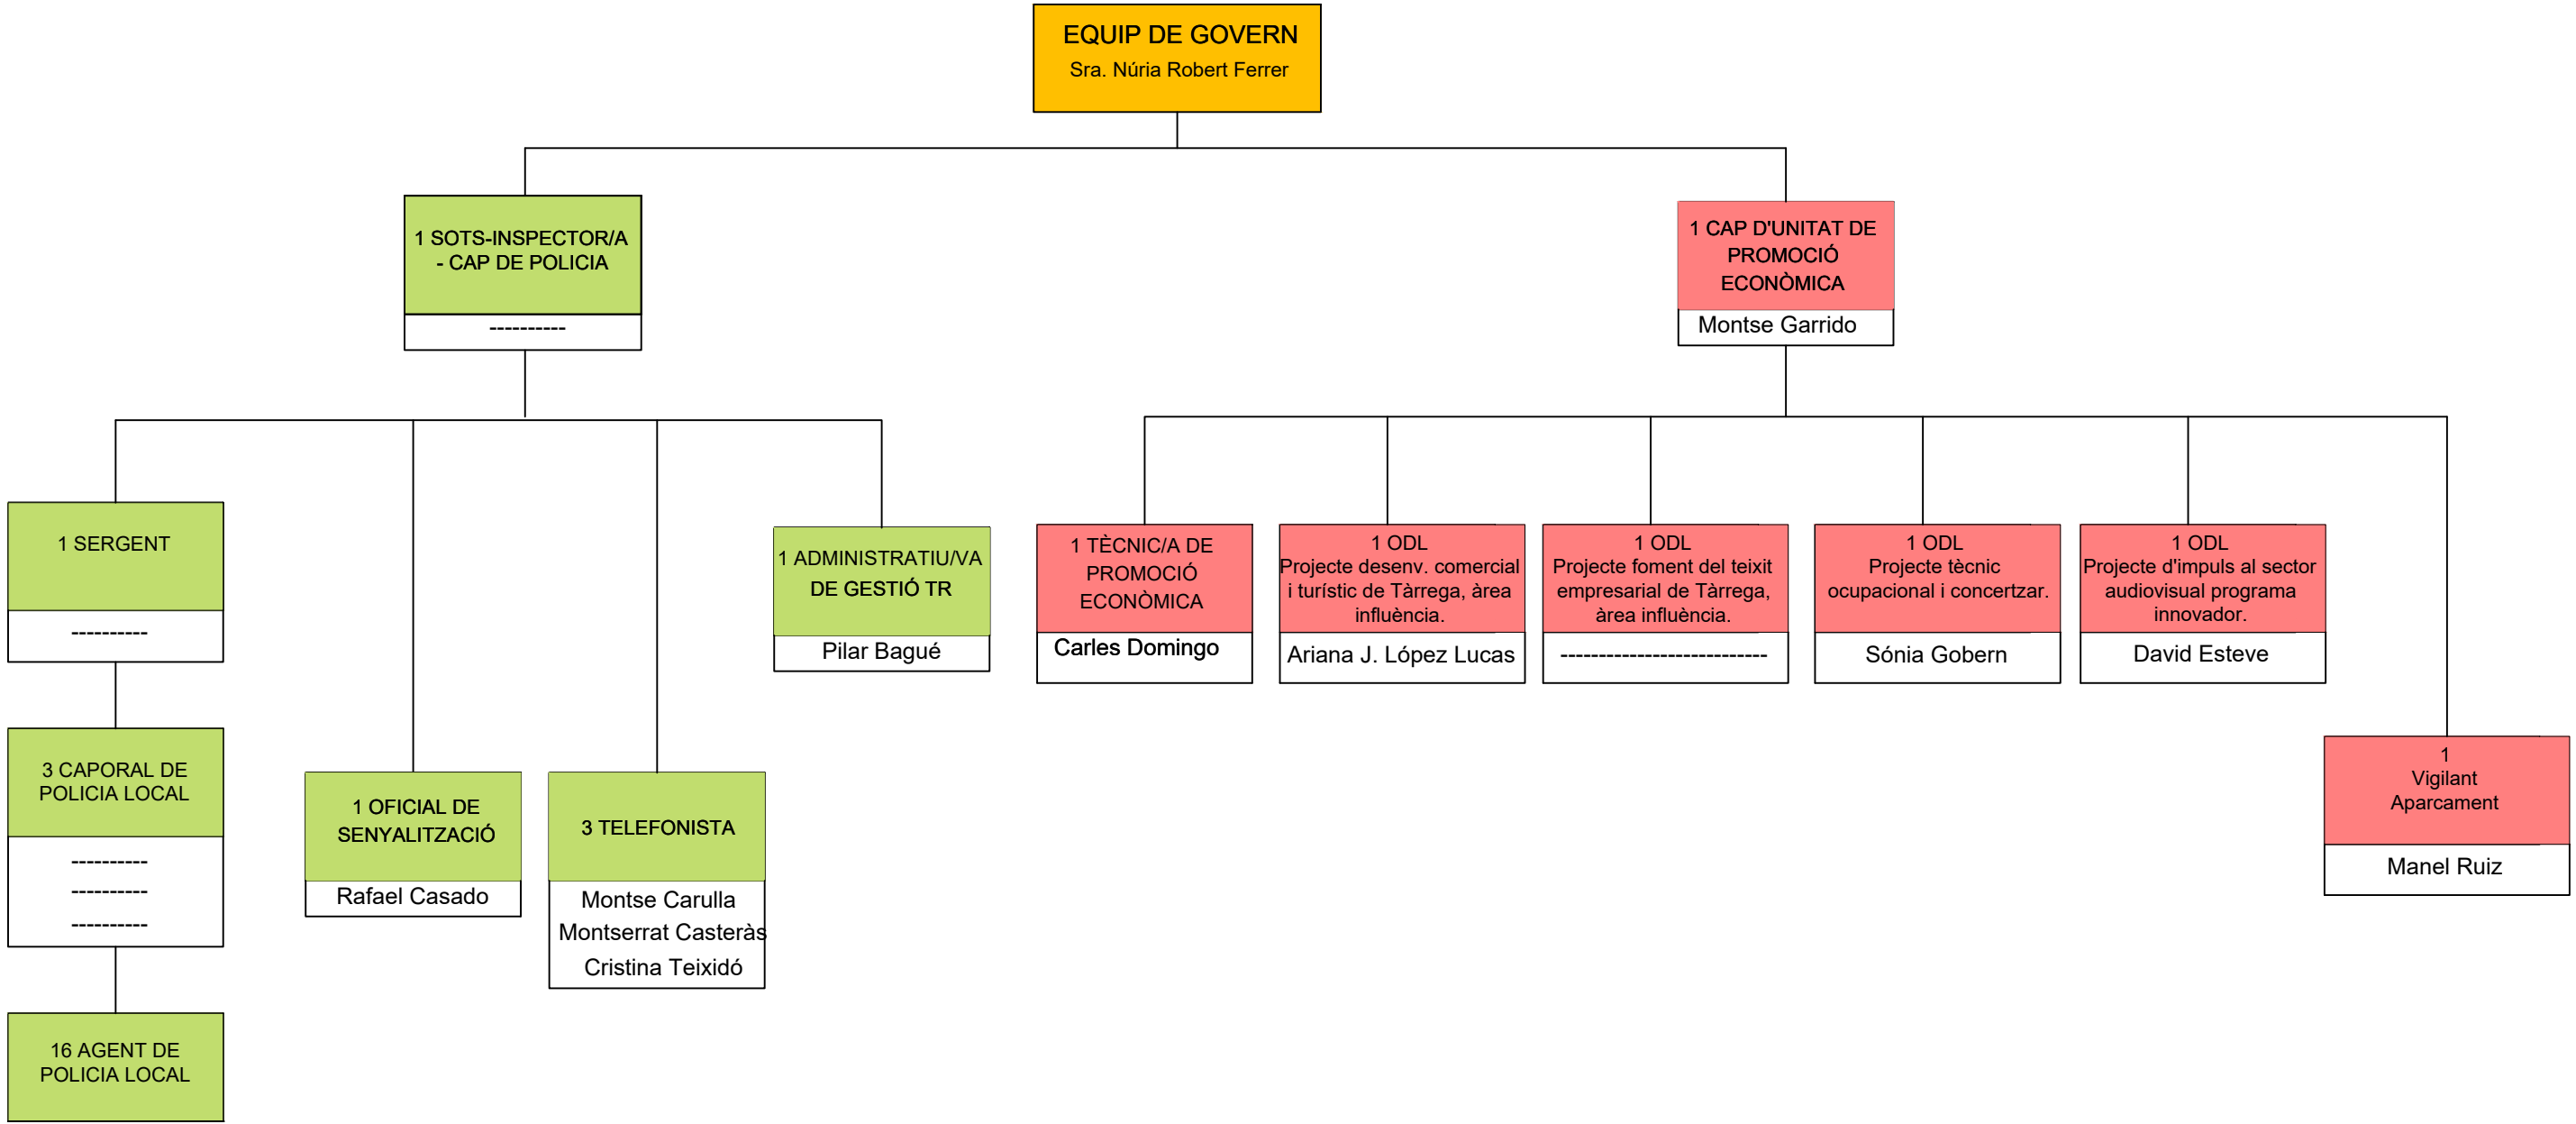 EQUIP DE GOVERN
Sra. Núria Robert Ferrer
1 SOTS-INSPECTOR/A
- CAP DE POLICIA
----------
1 CAP D'UNITAT DE
PROMOCIÓ
ECONÒMICA
Montse Garrido
1 SERGENT
----------
3 CAPORAL DE
POLICIA LOCAL
----------
----------
----------
16 AGENT DE
POLICIA LOCAL
1 OFICIAL DE
SENYALITZACIÓ
Rafael Casado
3 TELEFONISTA
Montse Carulla
Montserrat Casteràs
Cristina Teixidó
1 ADMINISTRATIU/VA
DE GESTIÓ TR
Pilar Bagué
1 TÈCNIC/A DE
PROMOCIÓ
ECONÒMICA
Carles Domingo
1 ODL
Projecte desenv. comercial
i turístic de Tàrrega, àrea
influència.
Ariana J. López Lucas
1 ODL
Projecte foment del teixit
empresarial de Tàrrega,
àrea influència.
---------------------------
1 ODL
Projecte tècnic
ocupacional i concertzar.
Sónia Gobern
1 ODL
Projecte d'impuls al sector
audiovisual programa
innovador.
David Esteve
1
Vigilant
Aparcament
Manel Ruiz